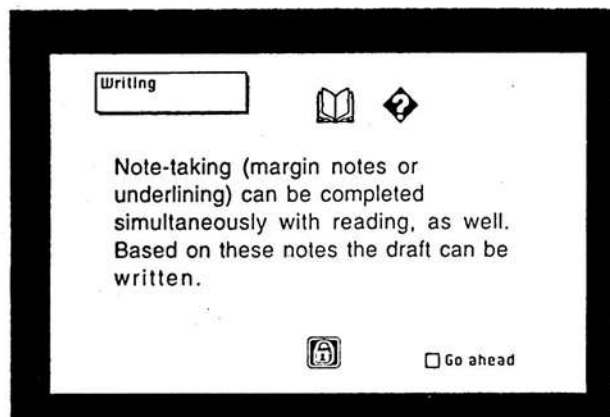 Writing
Note-taking (margin notes or
underlining) can be completed
simultaneously with reading, as well.
Based on these notes the draft can be
written.
Go ahead